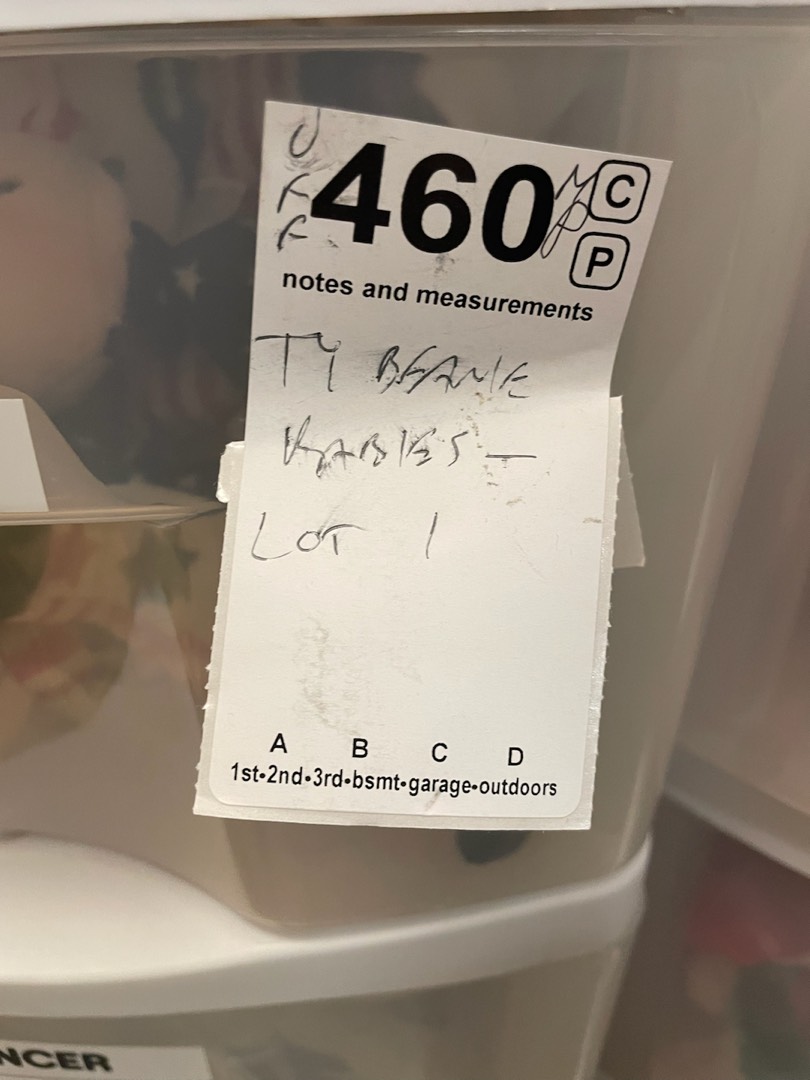 460
C
P
notes and measurements
TY BEANIE
BABIES —
LOT 1
A B C D
1st•2nd•3rd•bsmt•garage•outdoors
NCER